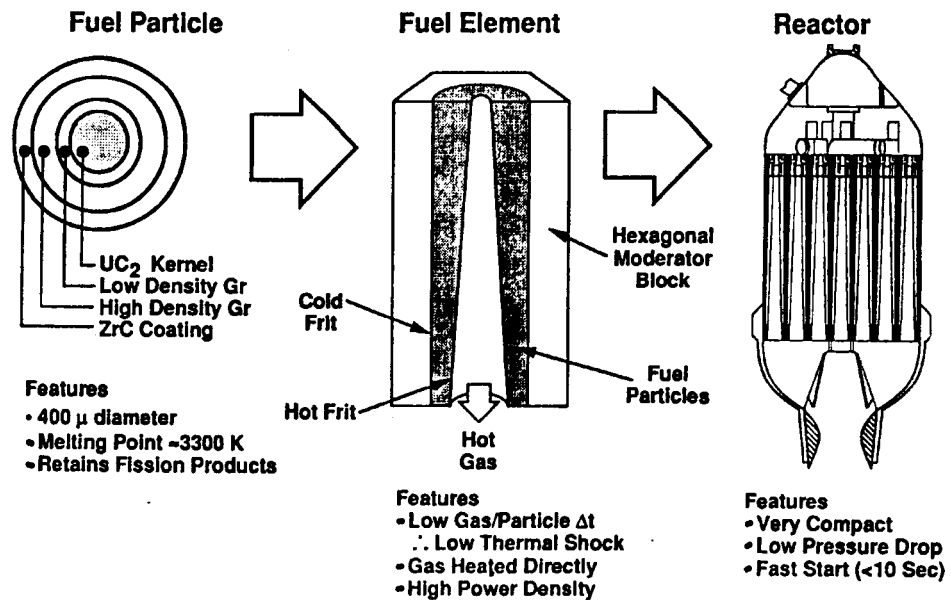 Fuel Particle
UC2 Kernel
Low Density Gr
High Density Gr
ZrC Coating
Features
• 400 μ diameter
• Melting Point ~3300 K
• Retains Fission Products
Fuel Element
Hexagonal
Moderator
Block
Cold
Frit
Hot Frit
Fuel
Particles
Hot
Gas
Features
• Low Gas/Particle Δt
∴ Low Thermal Shock
• Gas Heated Directly
• High Power Density
Reactor
Features
• Very Compact
• Low Pressure Drop
• Fast Start (<10 Sec)